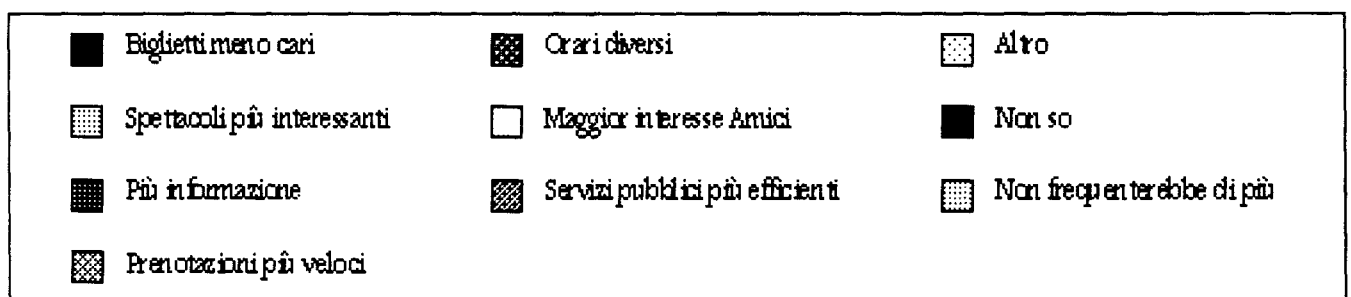 Biglietti meno cari
Orari diversi
Altro
Spettacoli più interessanti
Maggior interesse Amici
Non so
Più informazione
Servizi pubblici più efficienti
Non frequenterebbe di più
Prenotazioni più veloci